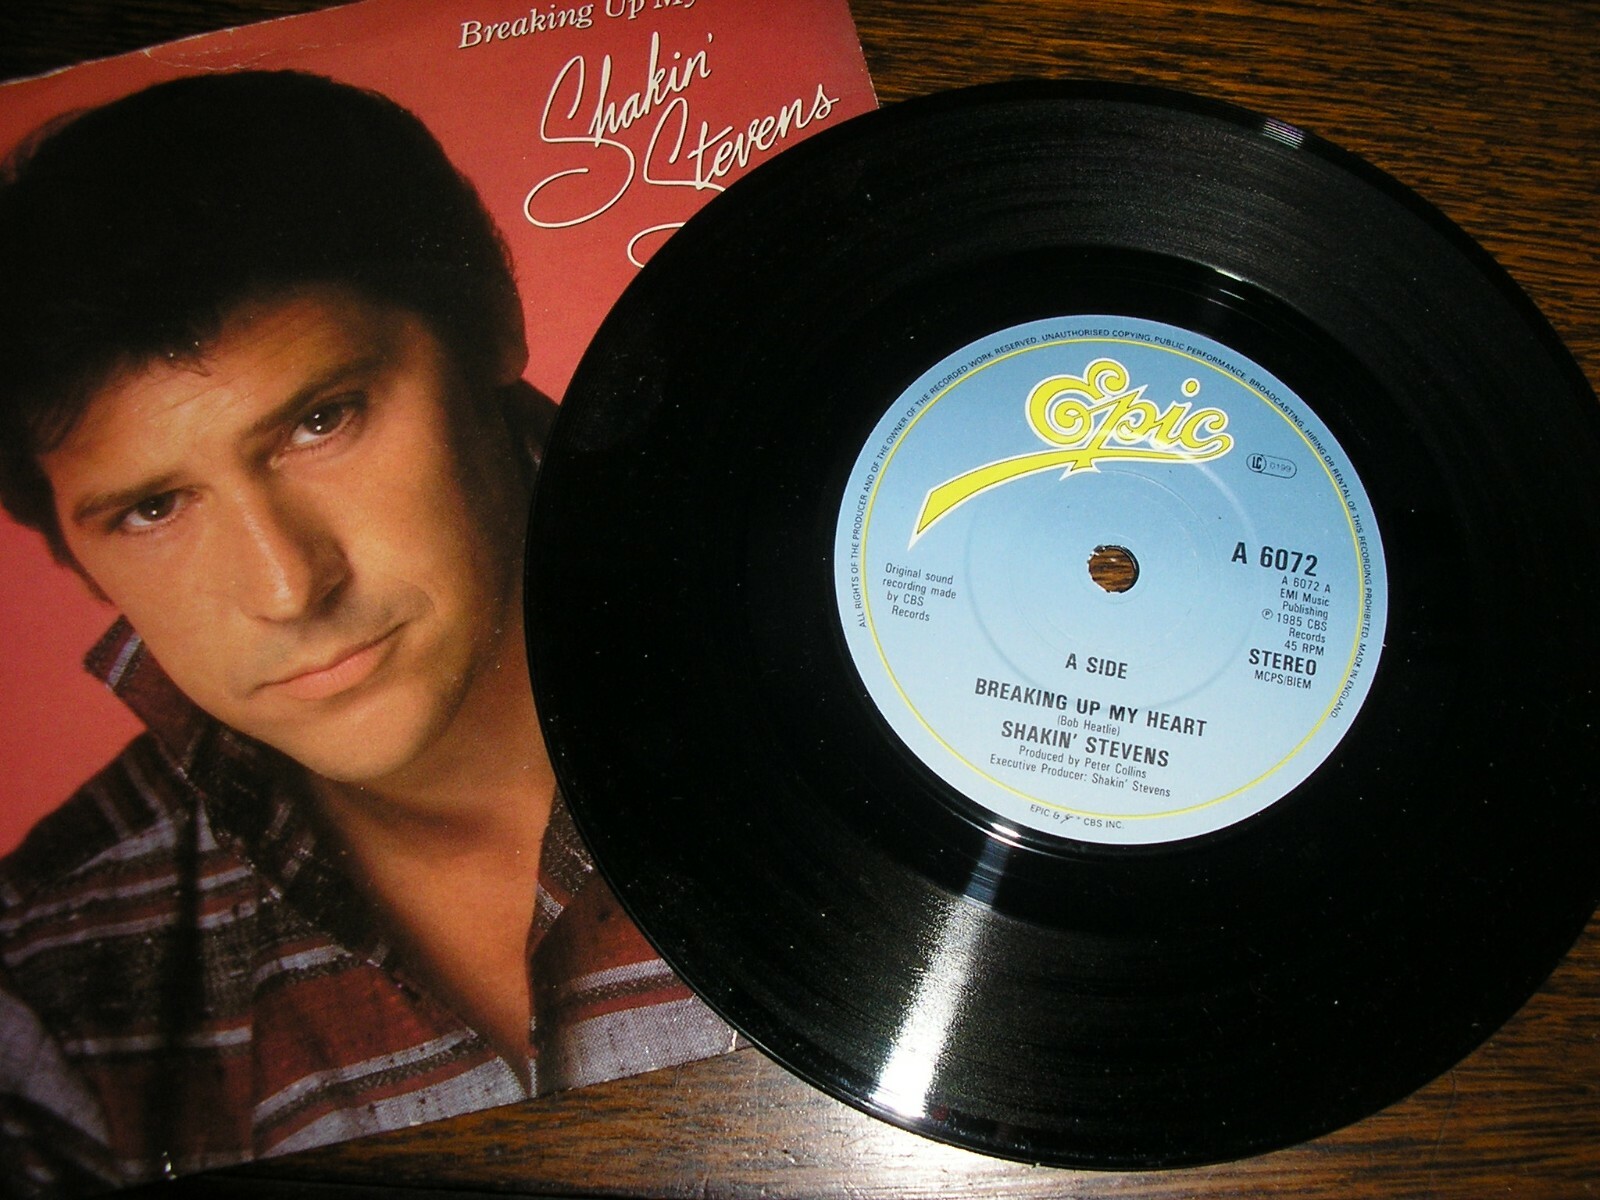 Breaking Up My
Shakin'
Stevens
ALL RIGHTS OF THE PRODUCER AND OF THE OWNER OF THE RECORDED WORK RESERVED. UNAUTHORISED COPYING, PUBLIC PERFORMANCE, BROADCASTING, HIRING OR RENTAL OF THIS RECORDING PROHIBITED. MADE IN ENGLAND.
Epic
LC 0199
Original sound
recording made
by CBS
Records
A 6072
A 6072 A
EMI Music
Publishing
℗ 1985 CBS
Records
45 RPM
STEREO
MCPS/BIEM
A SIDE
BREAKING UP MY HEART
(Bob Heatlie)
SHAKIN' STEVENS
Produced by Peter Collins
Executive Producer: Shakin' Stevens
EPIC & CBS INC.